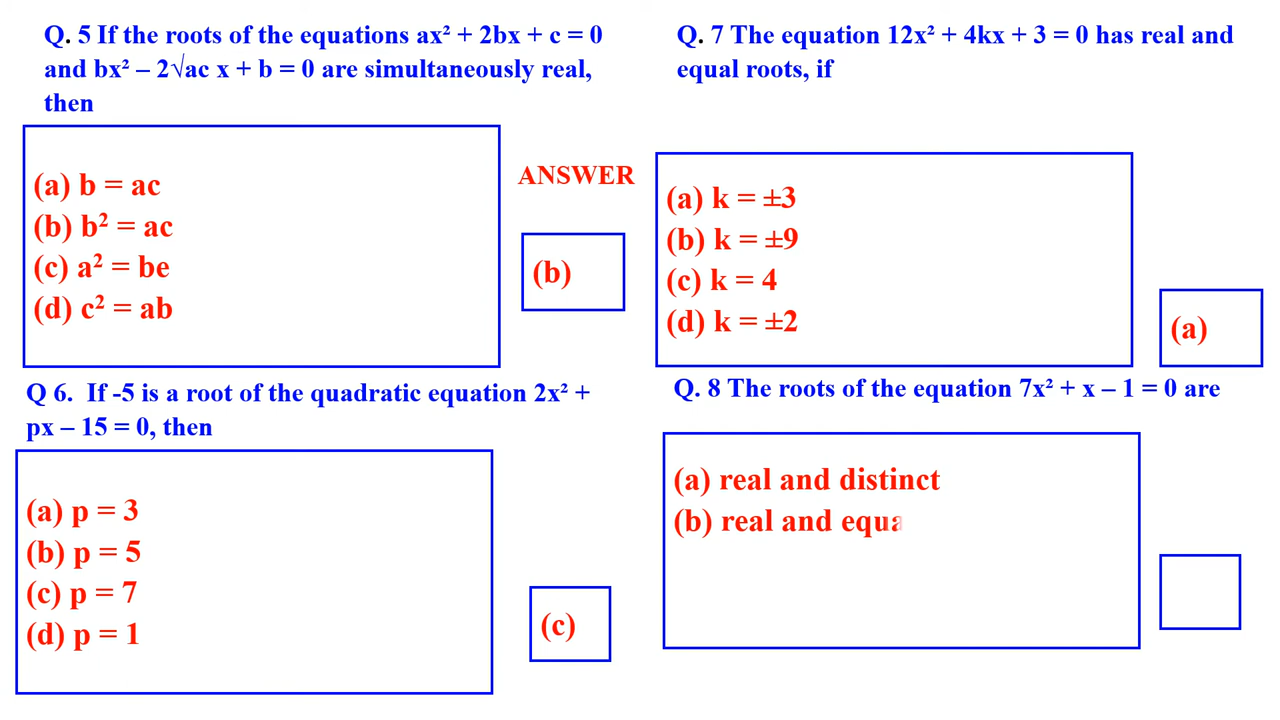 Q. 5 If the roots of the equations ax² + 2bx + c = 0
and bx² – 2√ac x + b = 0 are simultaneously real,
then
(a) b = ac
(b) b² = ac
(c) a² = be
(d) c² = ab
ANSWER
(b)
Q 6. If -5 is a root of the quadratic equation 2x² +
px – 15 = 0, then
(a) p = 3
(b) p = 5
(c) p = 7
(d) p = 1
(c)
Q. 7 The equation 12x² + 4kx + 3 = 0 has real and
equal roots, if
(a) k = ±3
(b) k = ±9
(c) k = 4
(d) k = ±2
(a)
Q. 8 The roots of the equation 7x² + x – 1 = 0 are
(a) real and distinct
(b) real and equa